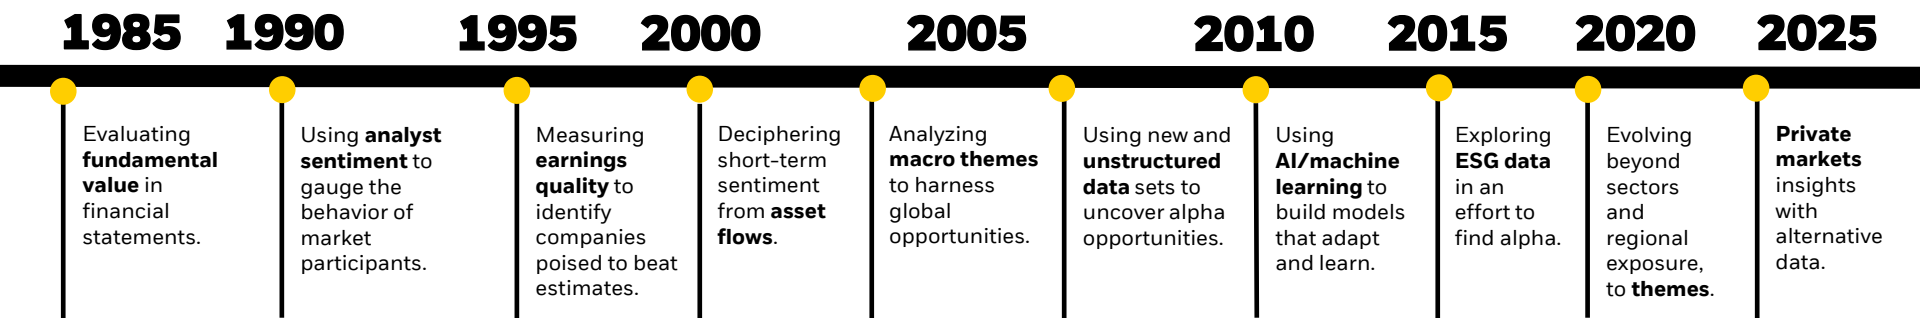 1985 1990 1995 2000 2005 2010 2015 2020 2025
Evaluating
fundamental
value in
financial
statements.
Using analyst
sentiment to
gauge the
behavior of
market
participants.
Measuring
earnings
quality to
identify
companies
poised to beat
estimates.
Deciphering
short-term
sentiment
from asset
flows.
Analyzing
macro themes
to harness
global
opportunities.
Using new and
unstructured
data sets to
uncover alpha
opportunities.
Using
AI/machine
learning to
build models
that adapt
and learn.
Exploring
ESG data
in an
effort to
find alpha.
Evolving
beyond
sectors
and
regional
exposure,
to themes.
Private
markets
insights
with
alternative
data.